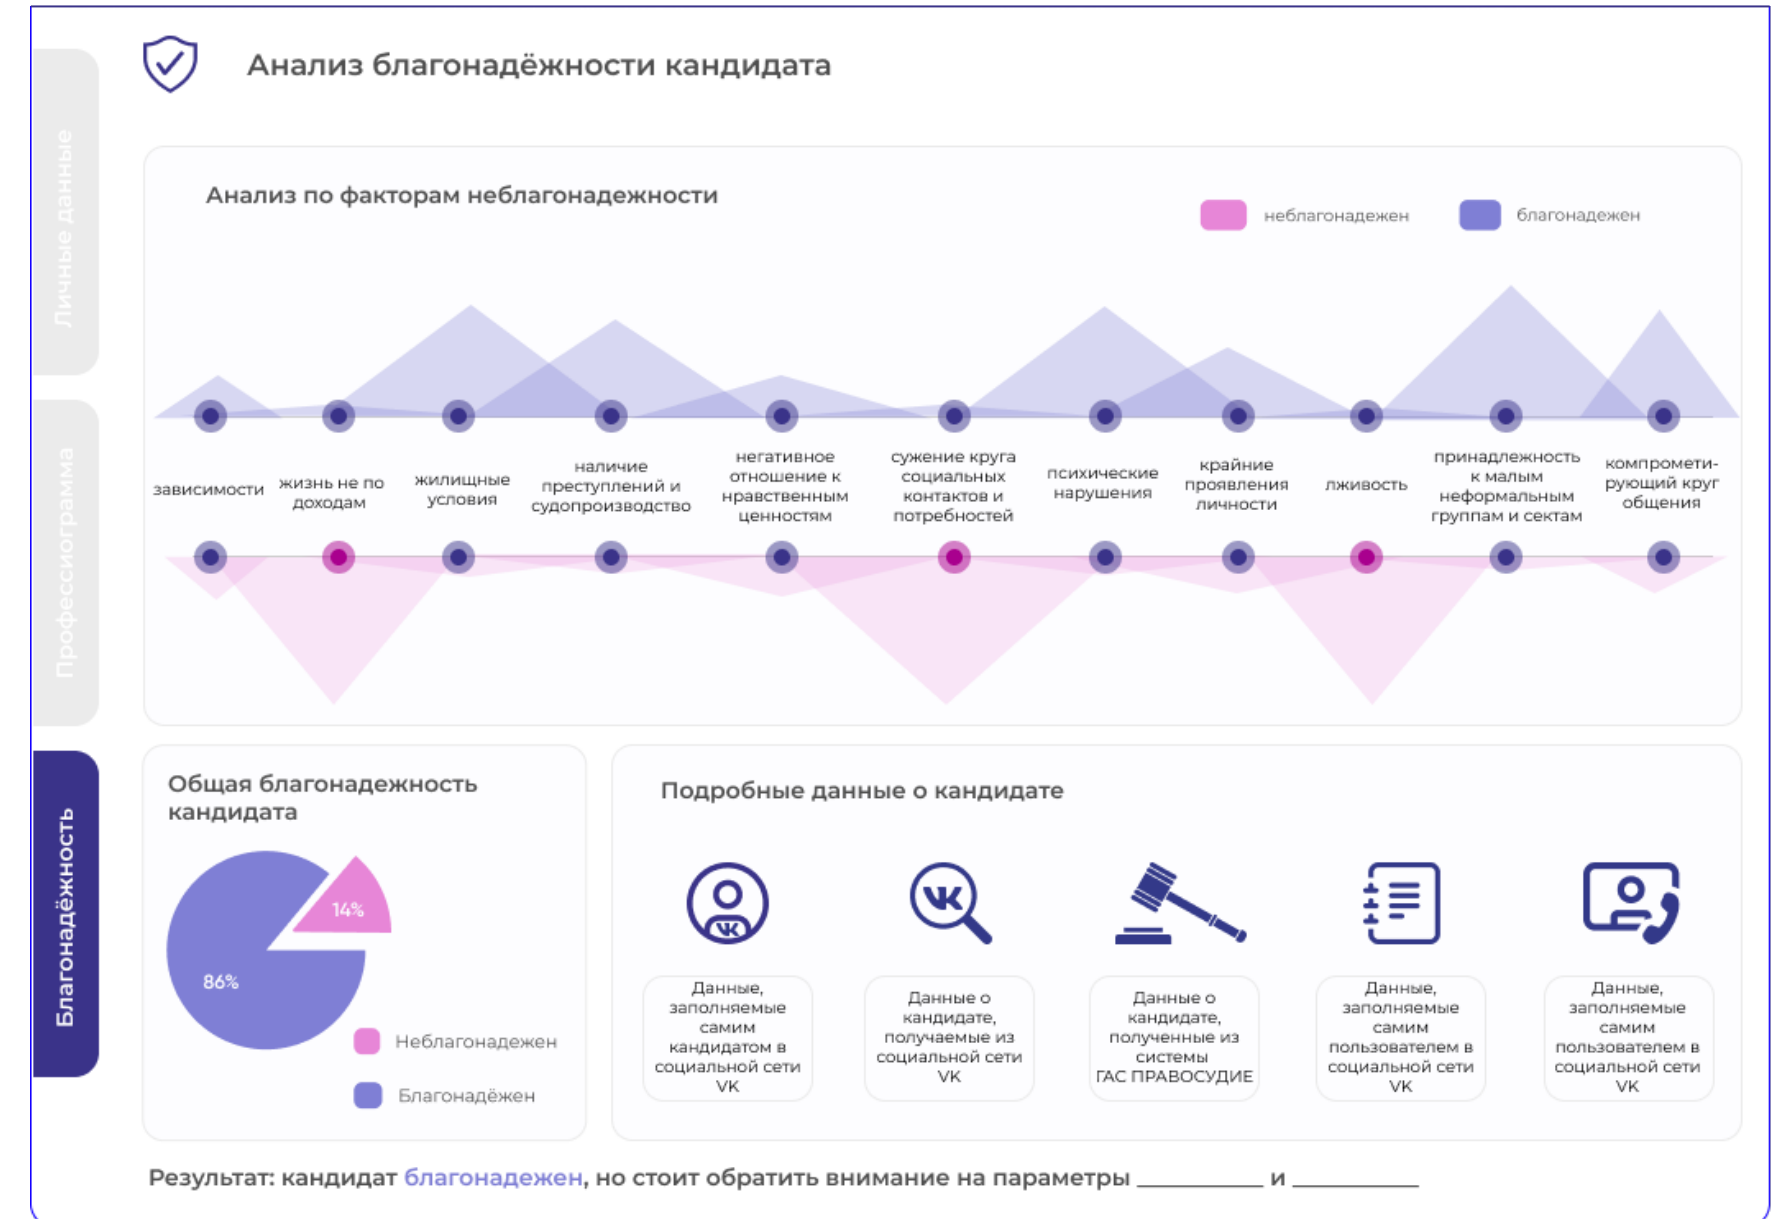 Анализ благонадёжности кандидата
Личные данные
Профессиограмма
Благонадёжность
Анализ по факторам неблагонадежности
неблагонадежен
благонадежен
зависимости
жизнь не по
доходам
жилищные
условия
наличие
преступлений и
судопроизводство
негативное
отношение к
нравственным
ценностям
сужение круга
социальных
контактов и
потребностей
психические
нарушения
крайние
проявления
личности
лживость
принадлежность
к малым
неформальным
группам и сектам
компромети-
рующий круг
общения
Общая благонадежность
кандидата
14%
86%
Неблагонадежен
Благонадёжен
Подробные данные о кандидате
Данные,
заполняемые
самим
кандидатом в
социальной сети
VK
Данные о
кандидате,
получаемые из
социальной сети
VK
Данные о
кандидате,
полученные из
системы
ГАС ПРАВОСУДИЕ
Данные,
заполняемые
самим
пользователем в
социальной сети
VK
Данные,
заполняемые
самим
пользователем в
социальной сети
VK
Результат: кандидат благонадежен, но стоит обратить внимание на параметры __________ и __________